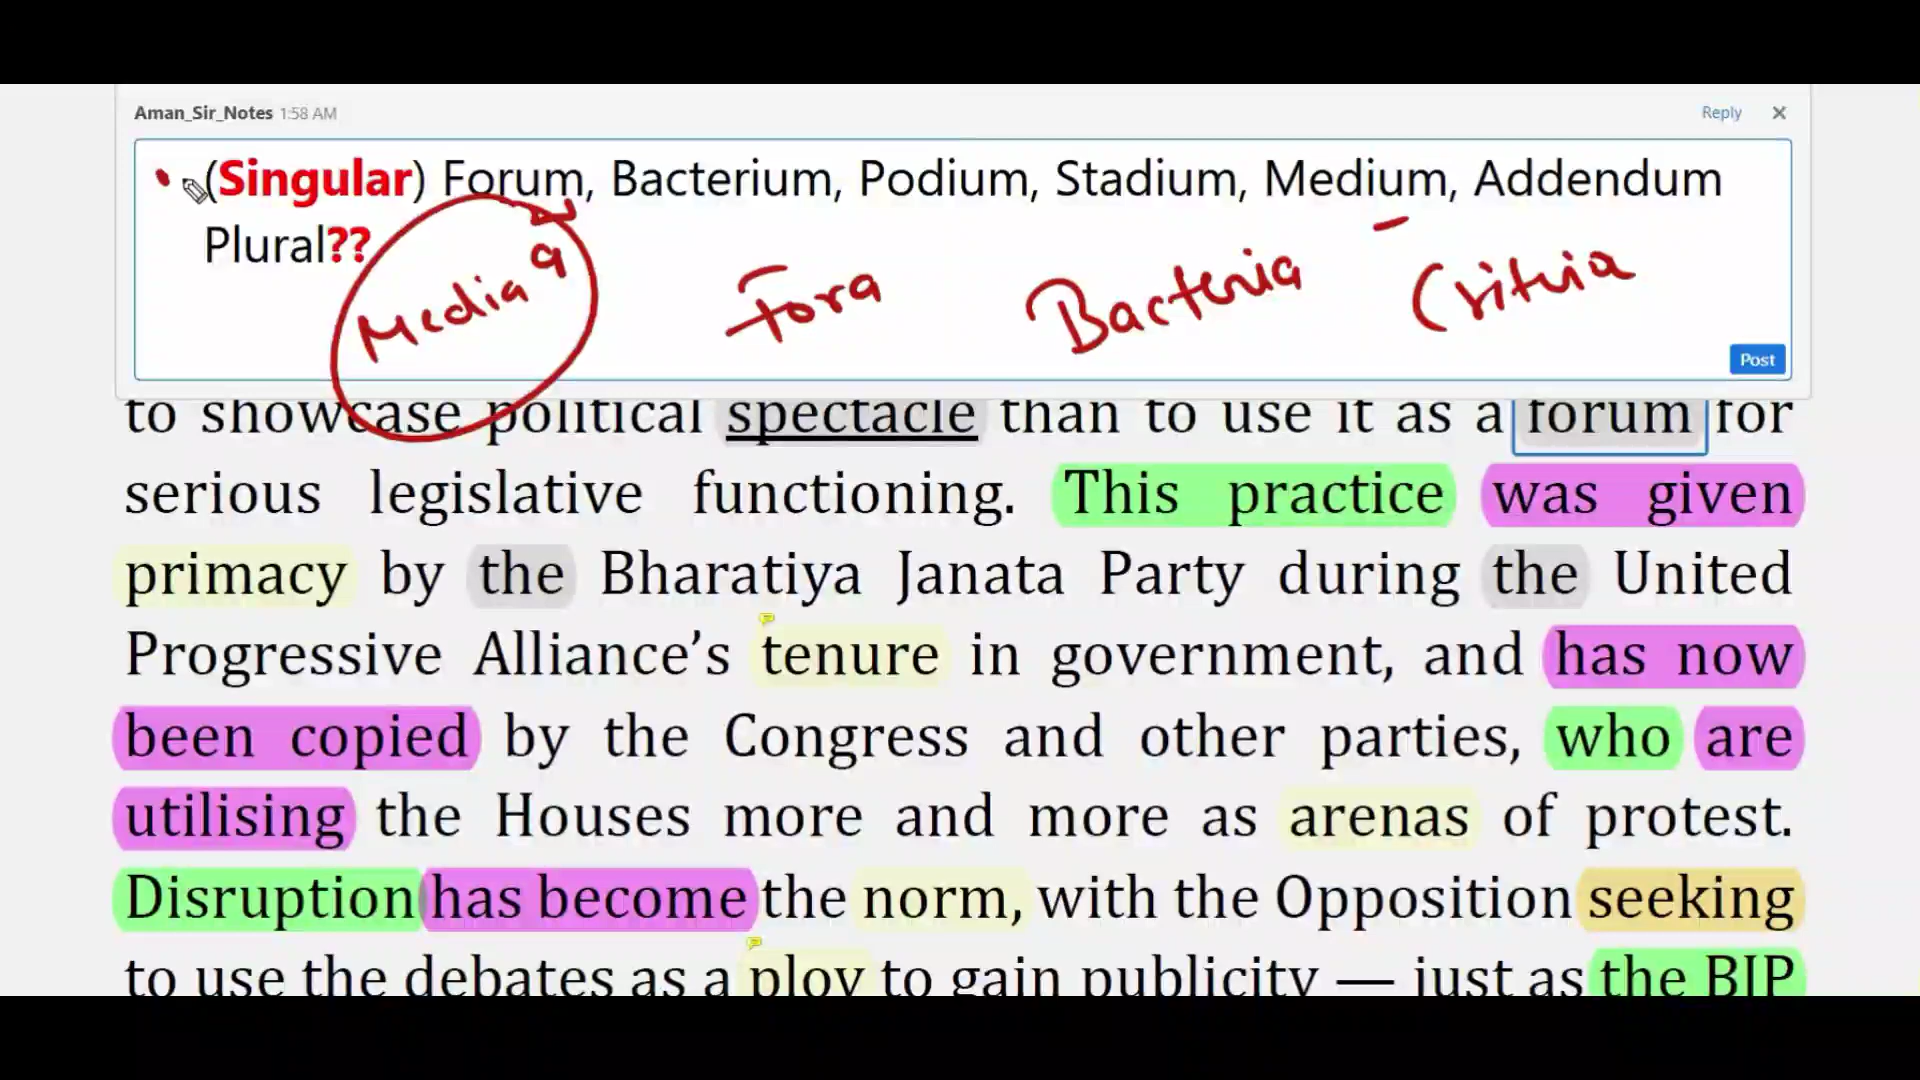 Aman_Sir_Notes 1:58 AM Reply
(Singular) Forum, Bacterium, Podium, Stadium, Medium, Addendum
Plural??
a
Media Fora Bacteria Criteria
Post
to showcase political spectacle than to use it as a forum for
serious legislative functioning. This practice was given
primacy by the Bharatiya Janata Party during the United
Progressive Alliance’s tenure in government, and has now
been copied by the Congress and other parties, who are
utilising the Houses more and more as arenas of protest.
Disruption has become the norm, with the Opposition seeking
to use the debates as a ploy to gain publicity — just as the BJP